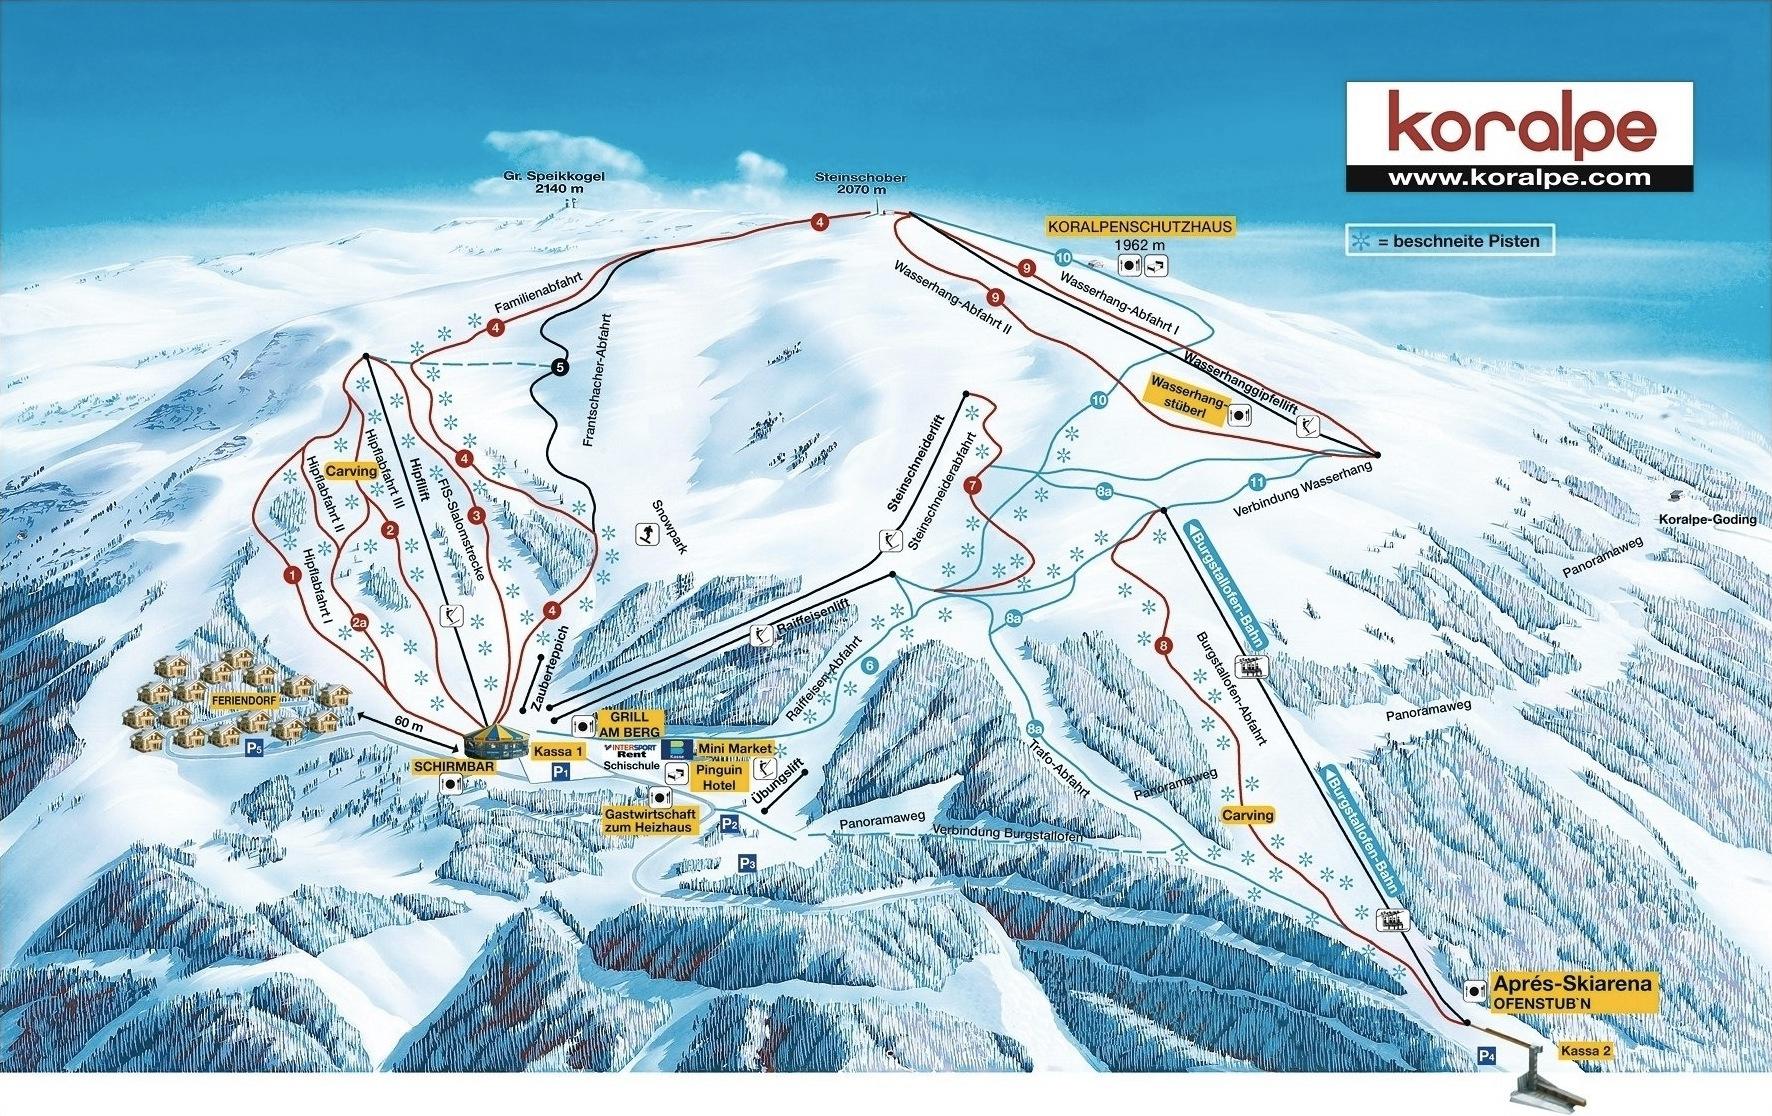 koralpe
www.koralpe.com
= beschneite Pisten
Gr. Speikkogel
2140 m
Steinschober
2070 m
4
KORALPENSCHUTZHAUS
1962 m
10
9
Wasserhang-Abfahrt I
9
Wasserhang-Abfahrt II
Familienabfahrt
4
5
Frantschacher-Abfahrt
Wasserhanggipfellift
Wasserhang-
stüberl
10
Hipflabfahrt III
Hipfllift
Carving
Hipflabfahrt II
4
FIS-Slalomstrecke
3
2
Steinschneiderlift
Steinschneiderabfahrt
7
8a
11
Verbindung Wasserhang
Snowpark
Koralpe-Goding
Panoramaweg
1
Hipflabfahrt I
2a
4
Zauberteppich
Raiffeisenlift
6
Raiffeisen-Abfahrt
8a
8
Burgstallofen-Bahn
Burgstallofen-Abfahrt
FERIENDORF
P5
60 m
SCHIRMBAR
Kassa 1
P1
GRILL
AM BERG
INTERSPORT
Rent
Schischule
B
Kasse
Mini Market
Pinguin
Hotel
Übungslift
Gastwirtschaft
zum Heizhaus
P2
P3
8a
Trafo-Abfahrt
Panoramaweg
Panoramaweg
Panoramaweg
Verbindung Burgstallofen
Carving
Burgstallofen-Bahn
Aprés-Skiarena
OFENSTUB`N
P4
Kassa 2